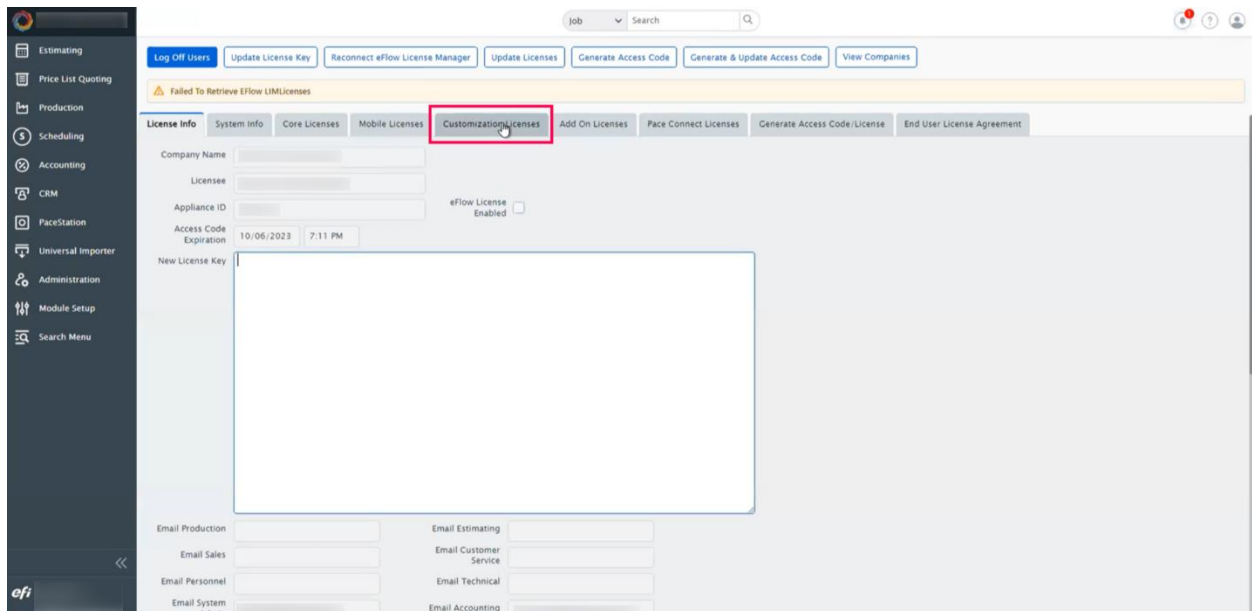 Job Search
1
Estimating
Price List Quoting
Production
Scheduling
Accounting
CRM
PaceStation
Universal Importer
Administration
Module Setup
Search Menu
efi
Log Off Users Update License Key Reconnect eFlow License Manager Update Licenses Generate Access Code Generate & Update Access Code View Companies
Failed To Retrieve EFlow LIMLicenses
License Info System Info Core Licenses Mobile Licenses Customization Licenses Add On Licenses Pace Connect Licenses Generate Access Code/License End User License Agreement
Company Name
Licensee
Appliance ID
eFlow License
Enabled
Access Code
Expiration 10/06/2023 7:11 PM
New License Key
Email Production Email Estimating
Email Sales Email Customer
Service
Email Personnel Email Technical
Email System Email Accounting